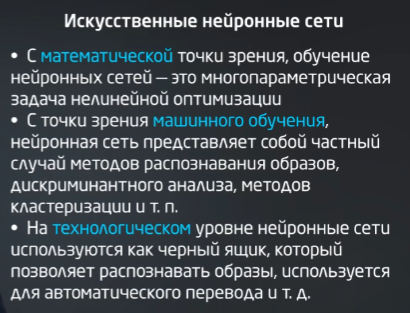 Искусственные нейронные сети
• С математической точки зрения, обучение
нейронных сетей — это многопараметрическая
задача нелинейной оптимизации
• С точки зрения машинного обучения,
нейронная сеть представляет собой частный
случай методов распознавания образов,
дискриминантного анализа, методов
кластеризации и т. п.
• На технологическом уровне нейронные сети
используются как черный ящик, который
позволяет распознавать образы, используется
для автоматического перевода и т. д.